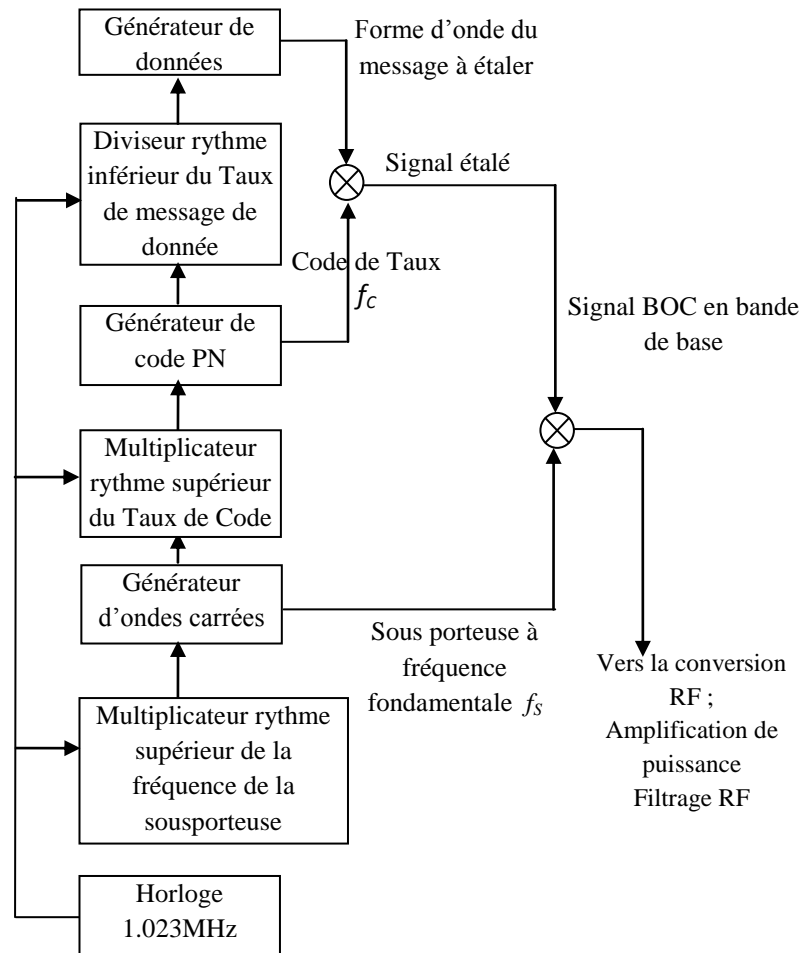 Générateur de
données
Forme d’onde du
message à étaler
Diviseur rythme
inférieur du Taux
de message de
donnée
Signal étalé
Code de Taux
fC
Générateur de
code PN
Signal BOC en bande
de base
Multiplicateur
rythme supérieur
du Taux de Code
Générateur
d'ondes carrées
Sous porteuse à
fréquence
fondamentale fS
Vers la conversion
RF ;
Amplification de
puissance
Filtrage RF
Multiplicateur rythme
supérieur de la
fréquence de la
sousporteuse
Horloge
1.023MHz